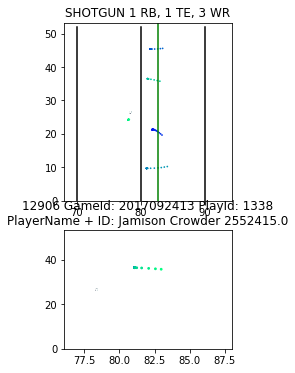 SHOTGUN 1 RB, 1 TE, 3 WR
50
40
30
20
10
0
70 80 90
12906 GameId: 2017092413 PlayId: 1338
PlayerName + ID: Jamison Crowder 2552415.0
40
20
0
77.5 80.0 82.5 85.0 87.5